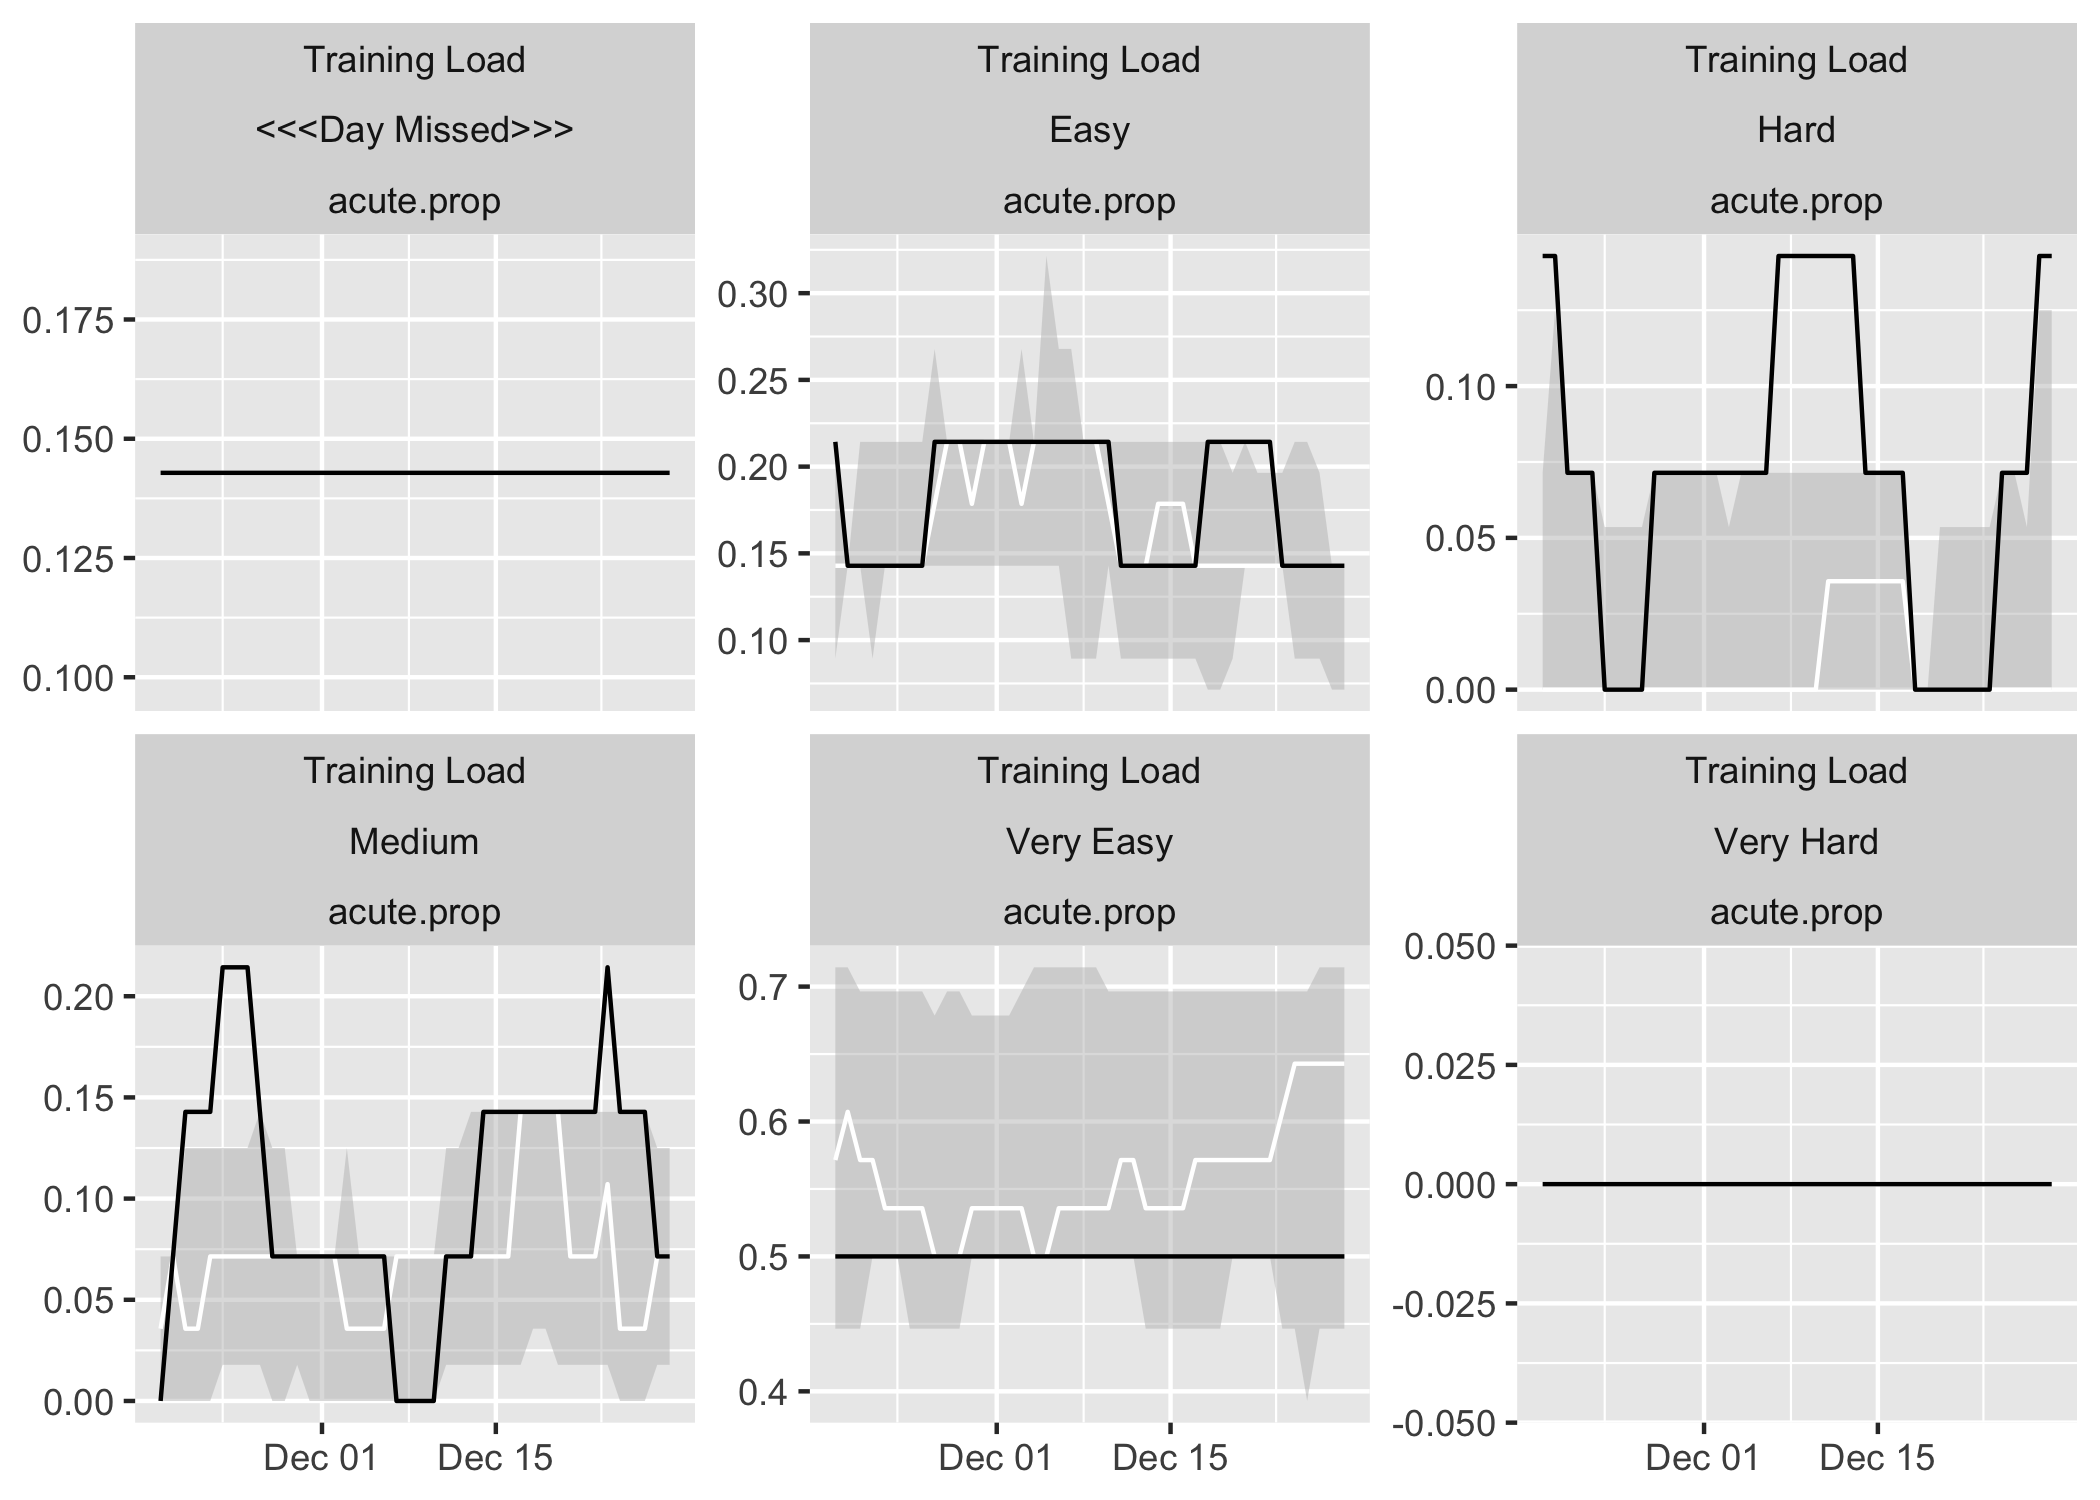 Training Load
<<<Day Missed>>>
acute.prop
Training Load
Easy
acute.prop
Training Load
Hard
acute.prop
0.175
0.150
0.125
0.100
0.30
0.25
0.20
0.15
0.10
0.10
0.05
0.00
Training Load
Medium
acute.prop
Training Load
Very Easy
acute.prop
Training Load
Very Hard
acute.prop
0.20
0.15
0.10
0.05
0.00
0.7
0.6
0.5
0.4
0.050
0.025
0.000
-0.025
-0.050
Dec 01 Dec 15
Dec 01 Dec 15
Dec 01 Dec 15